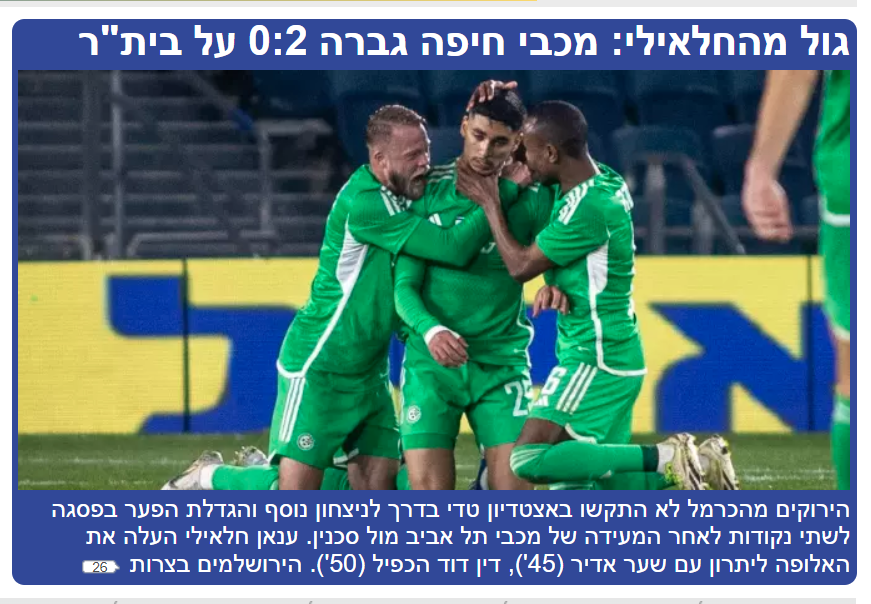 גול מהחלאילי: מכבי חיפה גברה 0:2 על בית"ר
הירוקים מהכרמל לא התקשו באצטדיון טדי בדרך לניצחון נוסף והגדלת הפער בפסגה
לשתי נקודות לאחר המעידה של מכבי תל אביב מול סכנין. ענאן חלאילי העלה את
האלופה ליתרון עם שער אדיר (45'), דין דוד הכפיל (50'). הירושלמים בצרות 26